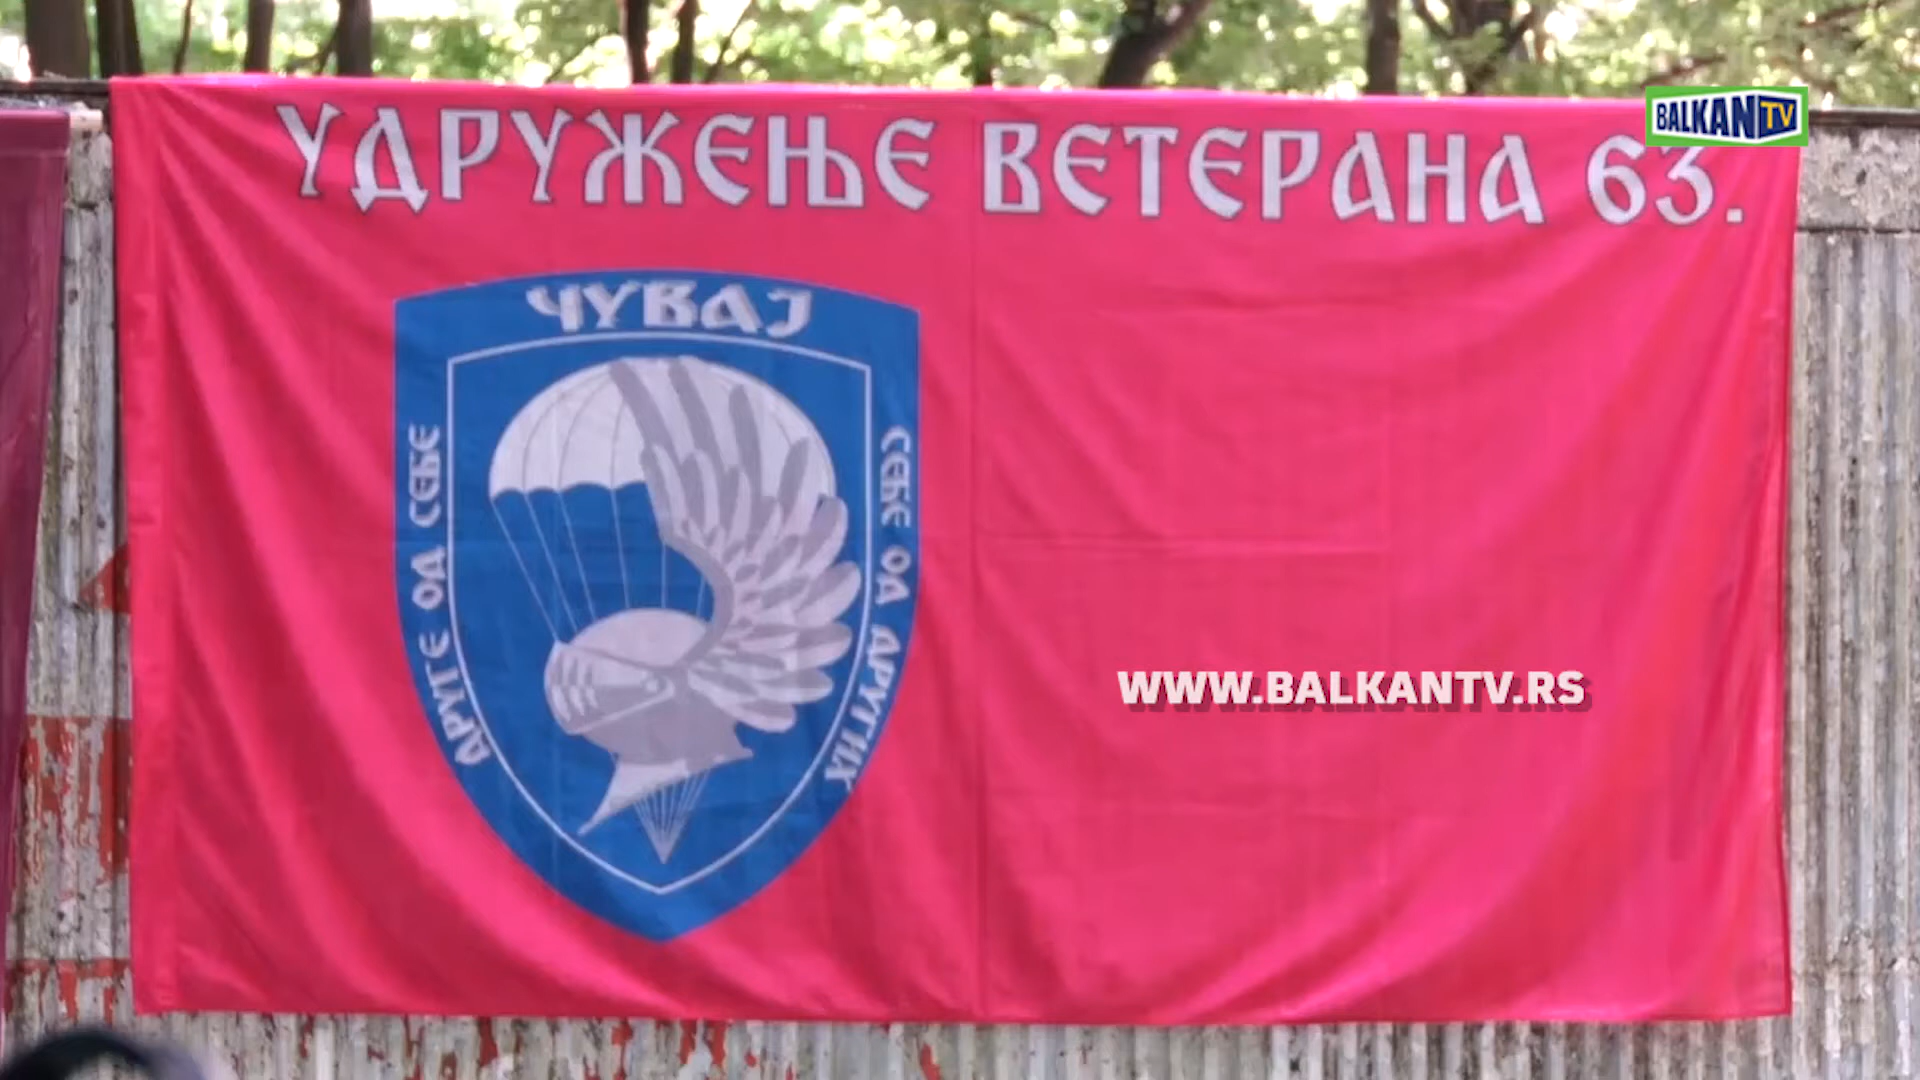 BALKAN TV
УДРУЖЕЊЕ ВЕТЕРАНА 63.
ЧУВАЈ
ДРУГЕ ОД СЕБЕ
СЕБЕ ОД ДРУГИХ
WWW.BALKANTV.RS